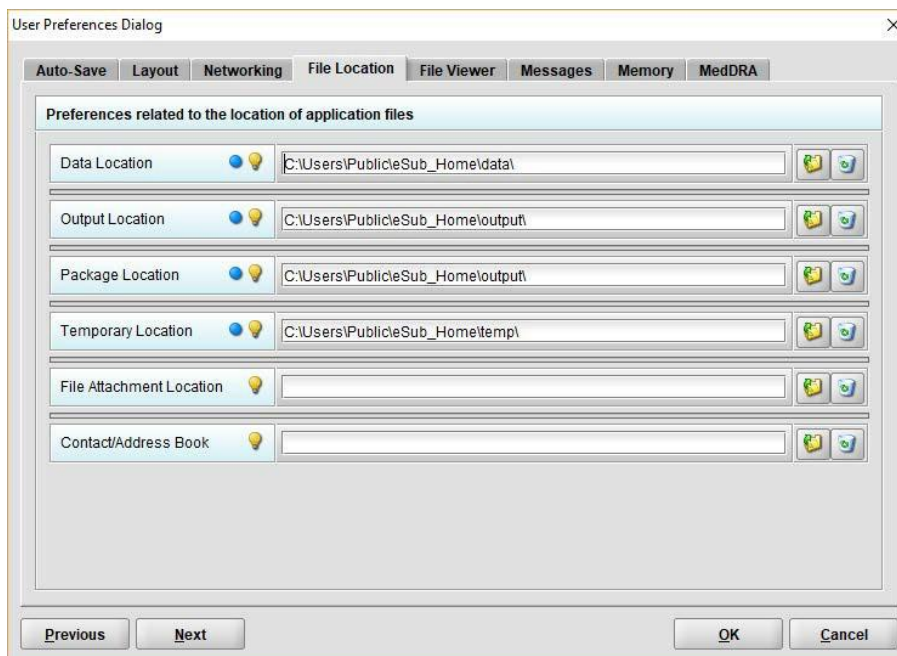 User Preferences Dialog
Auto-Save Layout Networking File Location File Viewer Messages Memory MedDRA
Preferences related to the location of application files
Data Location C:\Users\Public\eSub_Home\data\
Output Location C:\Users\Public\eSub_Home\output\
Package Location C:\Users\Public\eSub_Home\output\
Temporary Location C:\Users\Public\eSub_Home\temp\
File Attachment Location
Contact/Address Book
Previous Next OK Cancel